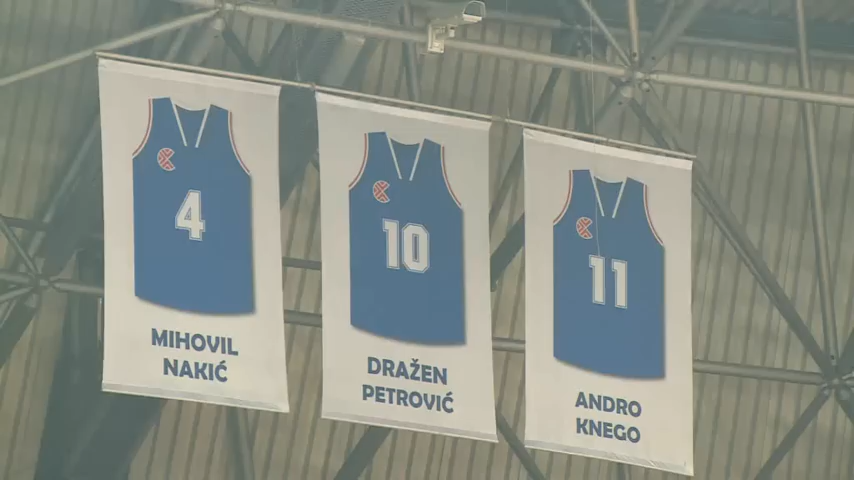 4
MIHOVIL
NAKIĆ
10
DRAŽEN
PETROVIĆ
11
ANDRO
KNEGO